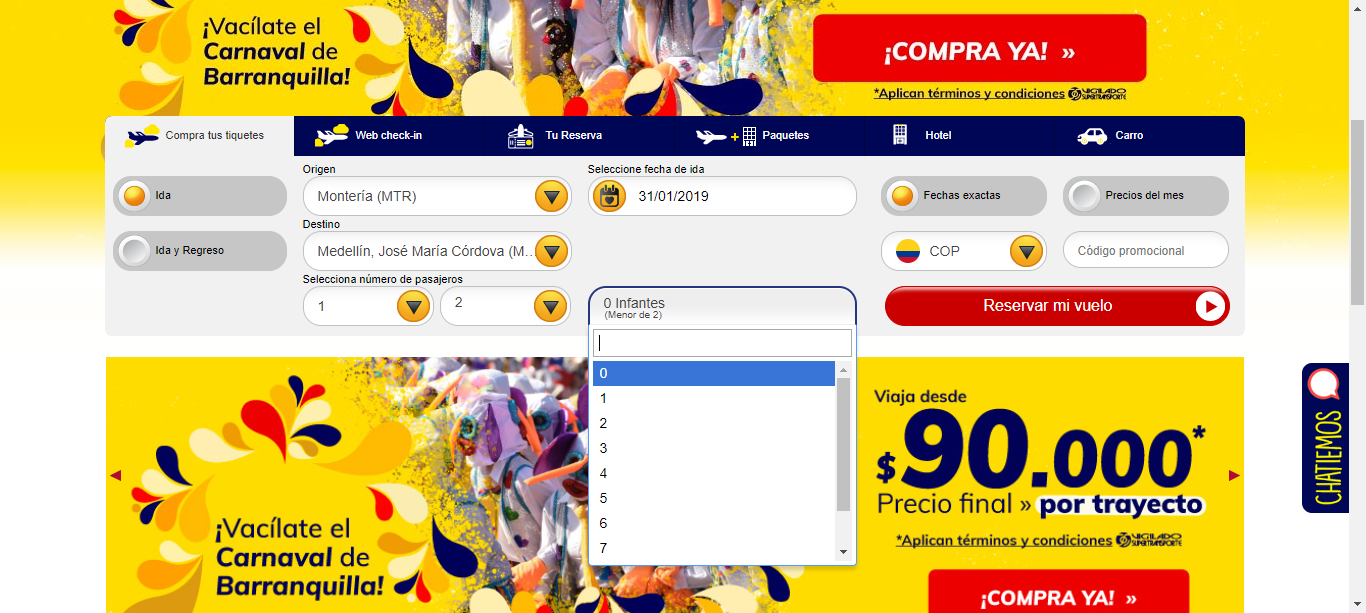 ¡Vacílate el
Carnaval de
Barranquilla!
¡COMPRA YA! »
*Aplican términos y condiciones VIGILADO
SUPERTRANSPORTE
Compra tus tiquetes
Web check-in
Tu Reserva
Paquetes
Hotel
Carro
Ida
Ida y Regreso
Origen
Montería (MTR)
Destino
Medellín, José María Córdova (M...
Selecciona número de pasajeros
1
2
Seleccione fecha de ida
31/01/2019
0 Infantes
(Menor de 2)
0
1
2
3
4
5
6
7
Fechas exactas
Precios del mes
COP
Código promocional
Reservar mi vuelo
¡Vacílate el
Carnaval de
Barranquilla!
Viaja desde
$90.000*
Precio final » por trayecto
*Aplican términos y condiciones VIGILADO
SUPERTRANSPORTE
¡COMPRA YA! »
CHATIEMOS